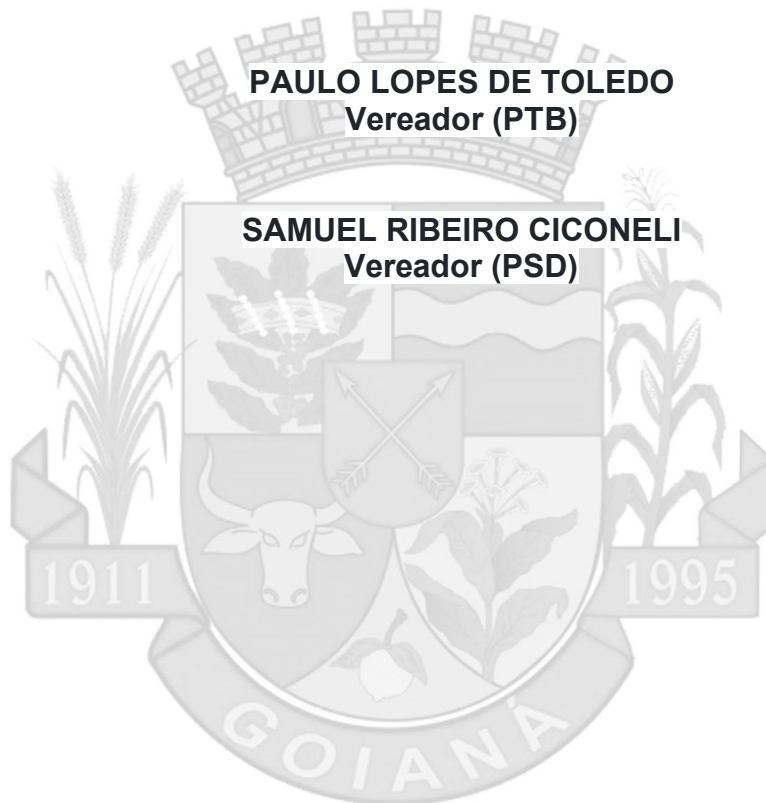 PAULO LOPES DE TOLEDO
Vereador (PTB)
SAMUEL RIBEIRO CICONELI
Vereador (PSD)
1911
1995
GOIANÁ